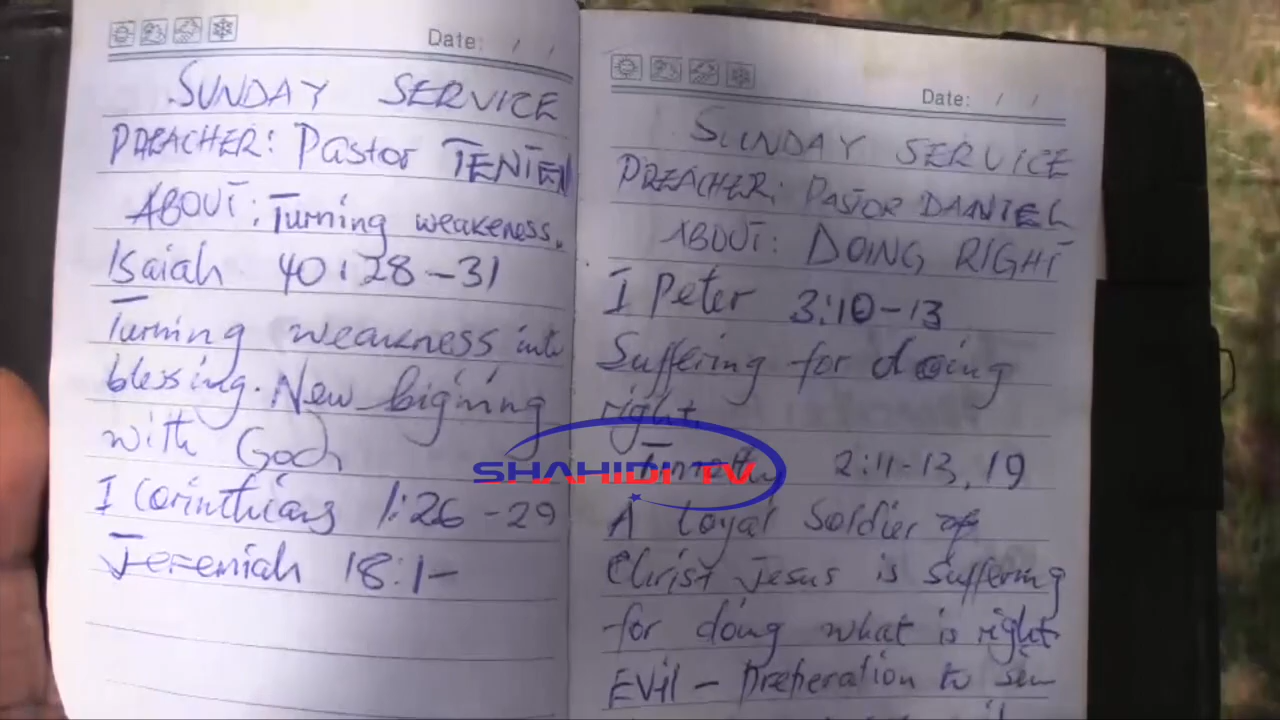 Date: / /
SUNDAY SERVICE
PREACHER: Pastor TENTEN
ABOUT: Turning weakeness.
Isaiah 40:28-31
Turning weakness into
blessing. New bigining
with God
I Corinthians 1:26-29
Jeremiah 18:1-
Date: / /
SUNDAY SERVICE
PREACHER: PASTOR DANIEL
ABOUT: DOING RIGHT
I Peter 3:10-13
Suffering for doing
right.
2:11-13, 19
SHAHIDI TV
A loyal soldier of
Christ Jesus is suffering
for doing what is right
EVIL - Preperation to